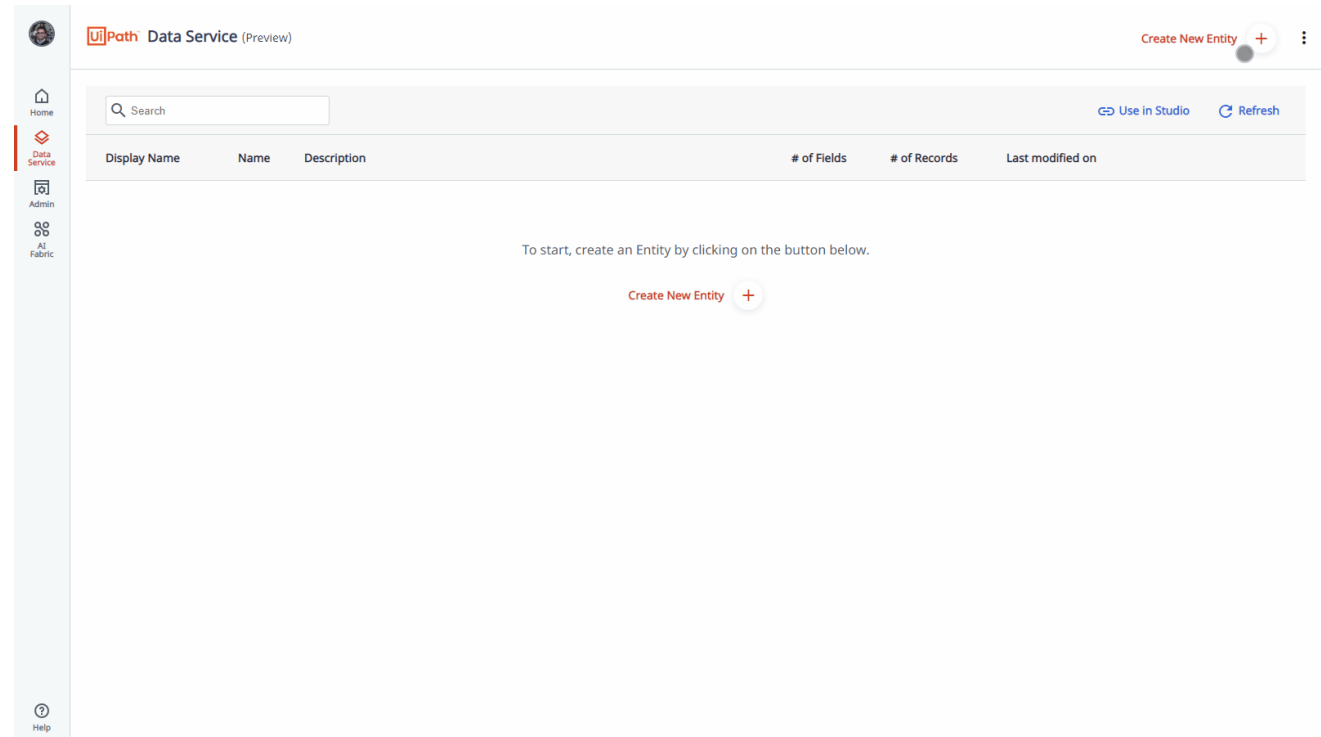 UiPath Data Service (Preview)
Create New Entity
Home
Data
Service
Admin
AI
Fabric
Help
Search
Use in Studio
Refresh
Display Name Name Description # of Fields # of Records Last modified on
To start, create an Entity by clicking on the button below.
Create New Entity